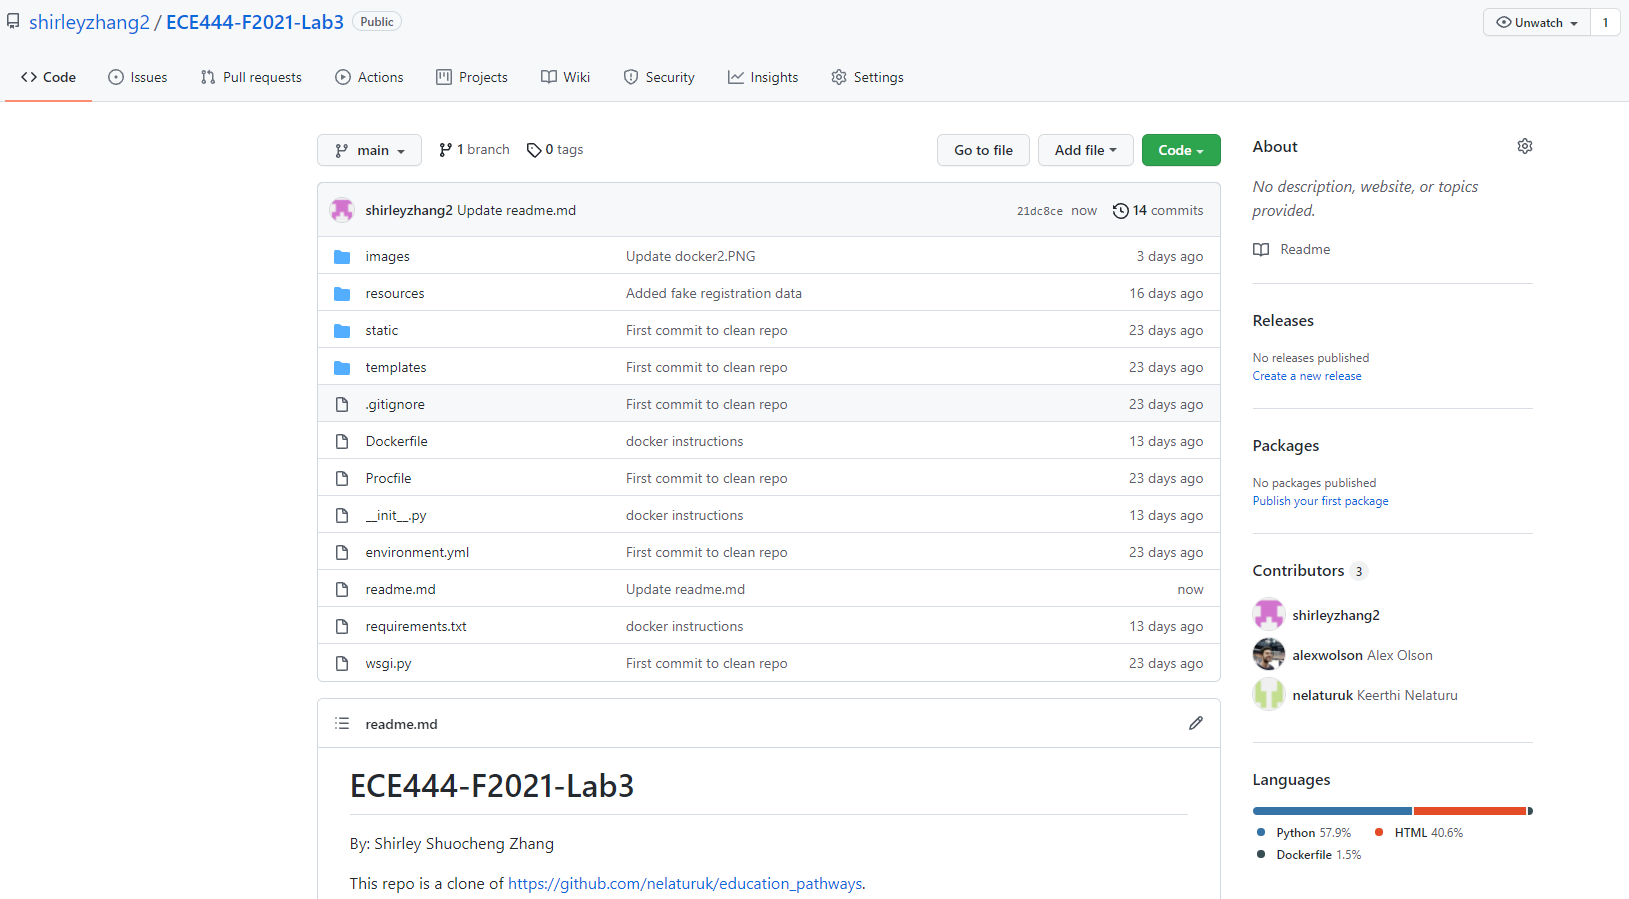 shirleyzhang2 / ECE444-F2021-Lab3 Public
Unwatch 1
Code Issues Pull requests Actions Projects Wiki Security Insights Settings
main 1 branch 0 tags Go to file Add file Code
shirleyzhang2 Update readme.md 21dc8ce now 14 commits
images Update docker2.PNG 3 days ago
resources Added fake registration data 16 days ago
static First commit to clean repo 23 days ago
templates First commit to clean repo 23 days ago
.gitignore First commit to clean repo 23 days ago
Dockerfile docker instructions 13 days ago
Procfile First commit to clean repo 23 days ago
__init__.py docker instructions 13 days ago
environment.yml First commit to clean repo 23 days ago
readme.md Update readme.md now
requirements.txt docker instructions 13 days ago
wsgi.py First commit to clean repo 23 days ago
readme.md
ECE444-F2021-Lab3
By: Shirley Shuocheng Zhang
This repo is a clone of https://github.com/nelaturuk/education_pathways.
About
No description, website, or topics
provided.
Readme
Releases
No releases published
Create a new release
Packages
No packages published
Publish your first package
Contributors 3
shirleyzhang2
alexwolson Alex Olson
nelaturuk Keerthi Nelaturu
Languages
Python 57.9% HTML 40.6%
Dockerfile 1.5%